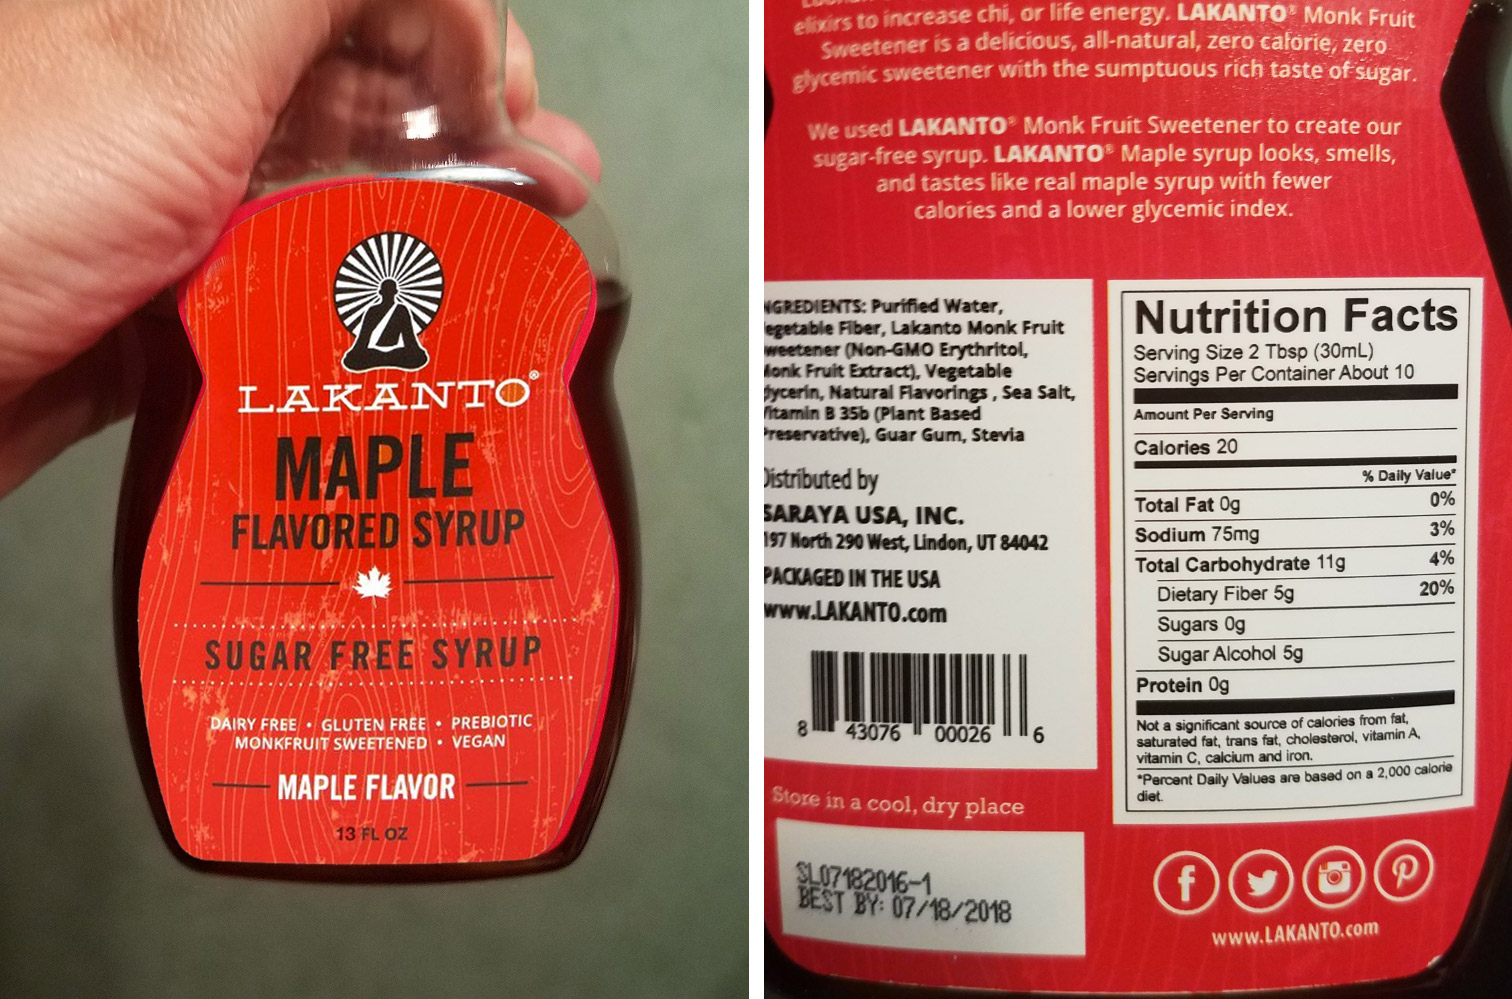 LAKANTO®
MAPLE
FLAVORED SYRUP
SUGAR FREE SYRUP
DAIRY FREE • GLUTEN FREE • PREBIOTIC
MONKFRUIT SWEETENED • VEGAN
MAPLE FLAVOR
13 FL OZ
elixirs to increase chi, or life energy. LAKANTO® Monk Fruit
Sweetener is a delicious, all-natural, zero calorie, zero
glycemic sweetener with the sumptuous rich taste of sugar.
We used LAKANTO® Monk Fruit Sweetener to create our
sugar-free syrup. LAKANTO® Maple syrup looks, smells,
and tastes like real maple syrup with fewer
calories and a lower glycemic index.
NGREDIENTS: Purified Water,
egetable Fiber, Lakanto Monk Fruit
weetener (Non-GMO Erythritol,
onk Fruit Extract), Vegetable
lycerin, Natural Flavorings , Sea Salt,
itamin B 35b (Plant Based
reservative), Guar Gum, Stevia
Distributed by
SARAYA USA, INC.
197 North 290 West, Lindon, UT 84042
PACKAGED IN THE USA
www.LAKANTO.com
8 43076 00026 6
Store in a cool, dry place
SL07182016-1
BEST BY: 07/18/2018
Nutrition Facts
Serving Size 2 Tbsp (30mL)
Servings Per Container About 10
Amount Per Serving
Calories 20
% Daily Value*
Total Fat 0g 0%
Sodium 75mg 3%
Total Carbohydrate 11g 4%
Dietary Fiber 5g 20%
Sugars 0g
Sugar Alcohol 5g
Protein 0g
Not a significant source of calories from fat,
saturated fat, trans fat, cholesterol, vitamin A,
vitamin C, calcium and iron.
*Percent Daily Values are based on a 2,000 calorie
diet.
www.LAKANTO.com